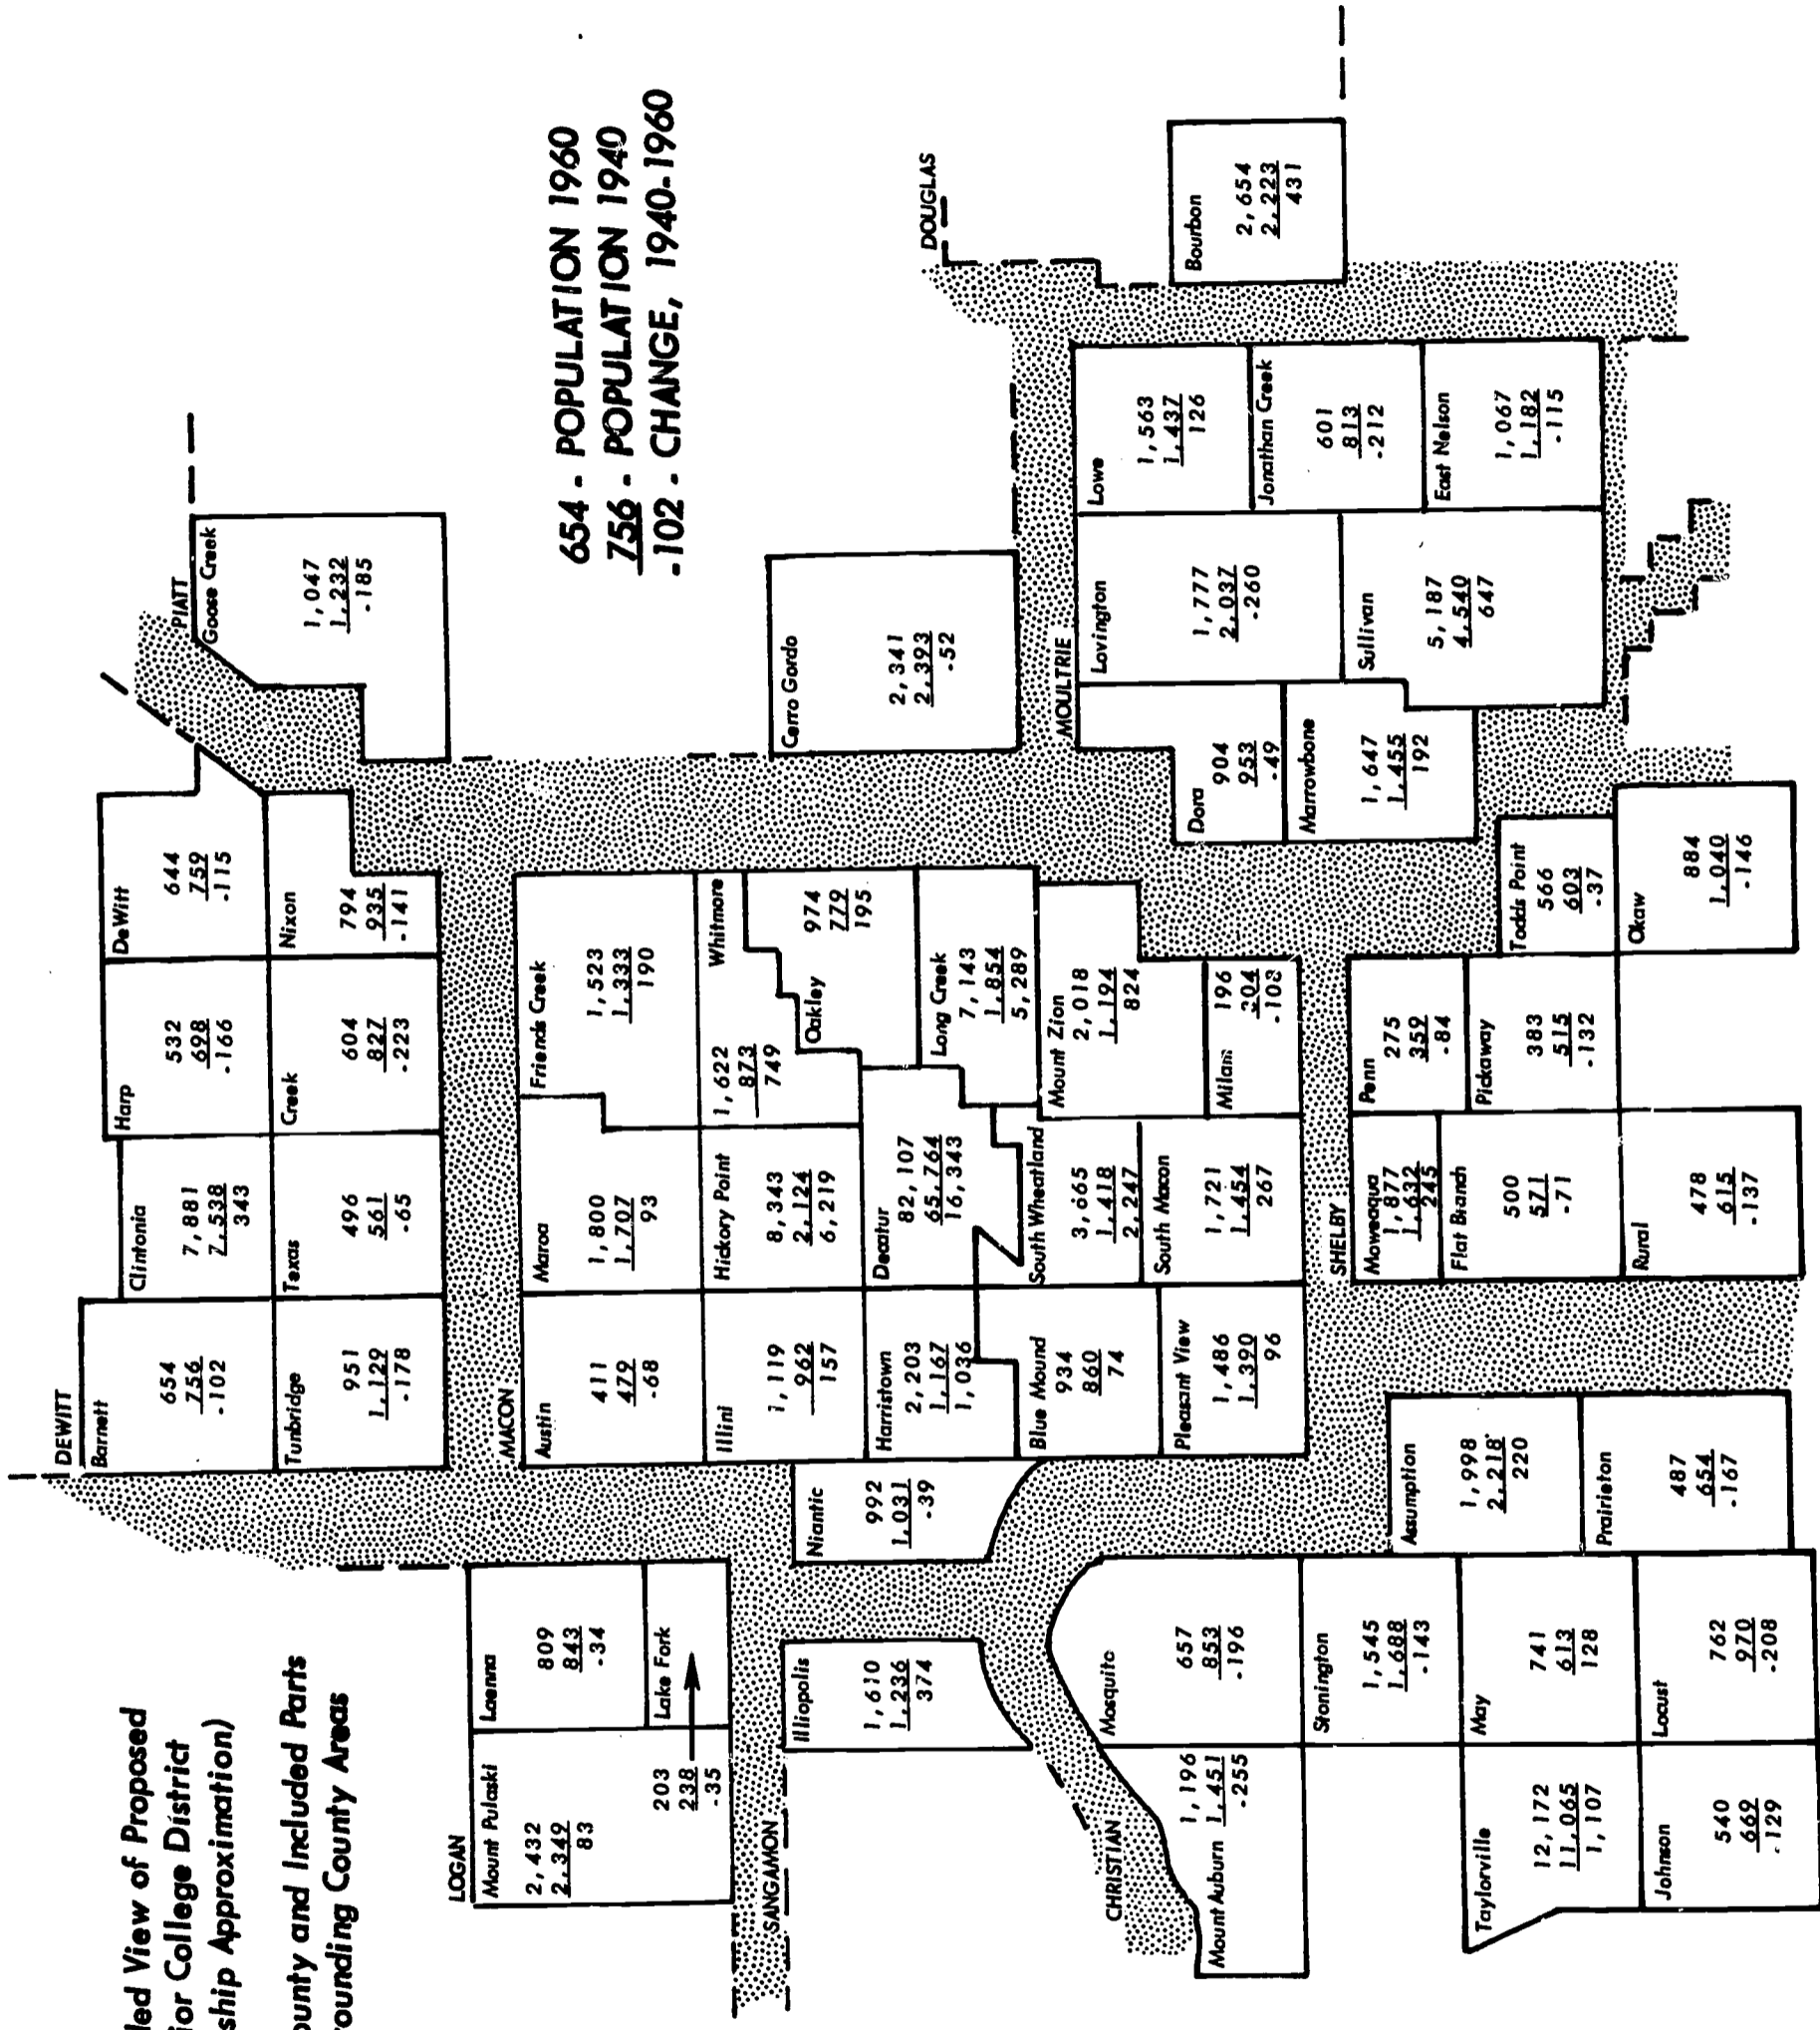 led View of Proposed
ior College District
ship Approximation)
ounty and Included Parts
ounding County Areas
654 - POPULATION 1960
756 - POPULATION 1940
-102 - CHANGE, 1940-1960
DEWITT
Barnett
654
756
-102
Clintonia
7,881
7,538
343
Harp
532
698
-166
DeWitt
644
759
-115
Tunbridge
951
1,129
-178
Texas
496
561
-65
Creek
604
827
-223
Nixon
794
935
-141
PIATT
Goose Creek
1,047
1,232
-185
Cerro Gordo
2,341
2,393
-52
LOGAN
Mount Pulaski
2,432
2,349
83
Laenna
809
843
-34
Lake Fork
203
238
-35
MACON
Austin
411
479
-68
Maroa
1,800
1,707
93
Friends Creek
1,523
1,333
190
Illini
1,119
962
157
Hickory Point
8,343
2,124
6,219
Whitmore
1,622
873
749
Oakley
974
779
195
Niantic
992
1,031
-39
Harristown
2,203
1,167
1,036
Decatur
82,107
65,764
16,343
Long Creek
7,143
1,854
5,289
Blue Mound
934
860
74
South Wheatland
3,665
1,418
2,247
Mount Zion
2,018
1,194
824
Pleasant View
1,486
1,390
96
South Macon
1,721
1,454
267
Milam
196
304
-108
SANGAMON
Illiopolis
1,610
1,236
374
DOUGLAS
Bourbon
2,654
2,223
431
MOULTRIE
Dora
904
953
-49
Lovington
1,777
2,037
-260
Lowe
1,563
1,437
126
Jonathan Creek
601
813
-212
Marrowbone
1,647
1,455
192
Sullivan
5,187
4,540
647
East Nelson
1,067
1,182
-115
CHRISTIAN
Mount Auburn
1,196
1,451
-255
Mosquito
657
853
-196
Stonington
1,545
1,688
-143
Assumption
1,998
2,218
220
Taylorville
12,172
11,065
1,107
May
741
613
128
Prairieton
487
654
-167
Johnson
540
669
-129
Locust
762
970
-208
SHELBY
Moweaqua
1,877
1,632
245
Penn
275
359
-84
Flat Branch
500
571
-71
Pickaway
383
515
-132
Todds Point
566
603
-37
Rural
478
615
-137
Okaw
884
1,040
-146